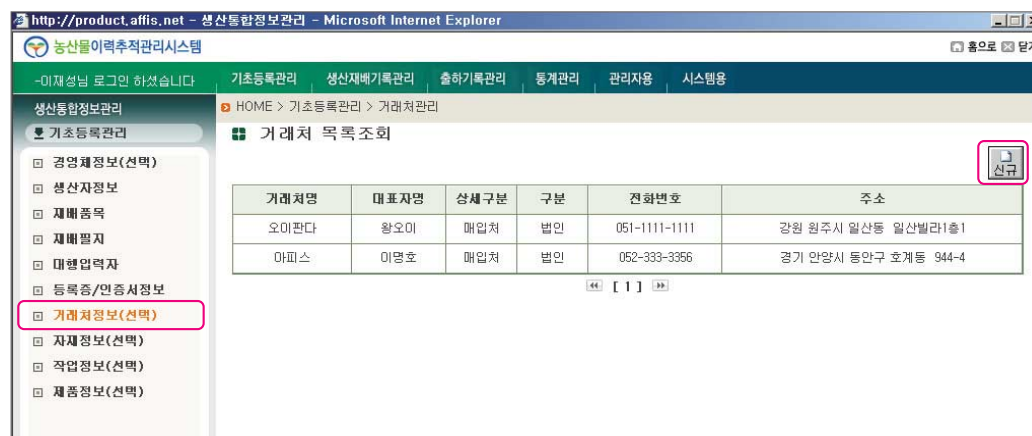 http://product.affis.net - 생산통합정보관리 - Microsoft Internet Explorer
농산물이력추적관리시스템
홈으로 닫기
-이재성님 로그인 하셨습니다
기초등록관리 생산재배기록관리 출하기록관리 통계관리 관리자용 시스템용
생산통합정보관리
HOME > 기초등록관리 > 거래처관리
기초등록관리
거래처 목록조회
경영체정보(선택)
생산자정보
재배품목
재배필지
대행입력자
등록증/인증서정보
거래처정보(선택)
자재정보(선택)
작업정보(선택)
제품정보(선택)
신규
거래처명 대표자명 상세구분 구분 전화번호 주소
오이판다 왕오이 매입처 법인 051-1111-1111 강원 원주시 일산동 일산빌라1층1
아피스 이명호 매입처 법인 052-333-3356 경기 안양시 동안구 호계동 944-4
[ 1 ]